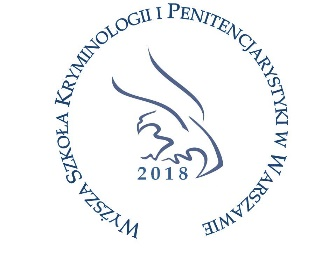 WYŻSZA SZKOŁA KRYMINOLOGII I PENITENCJARYSTYKI W WARSZAWIE
2018